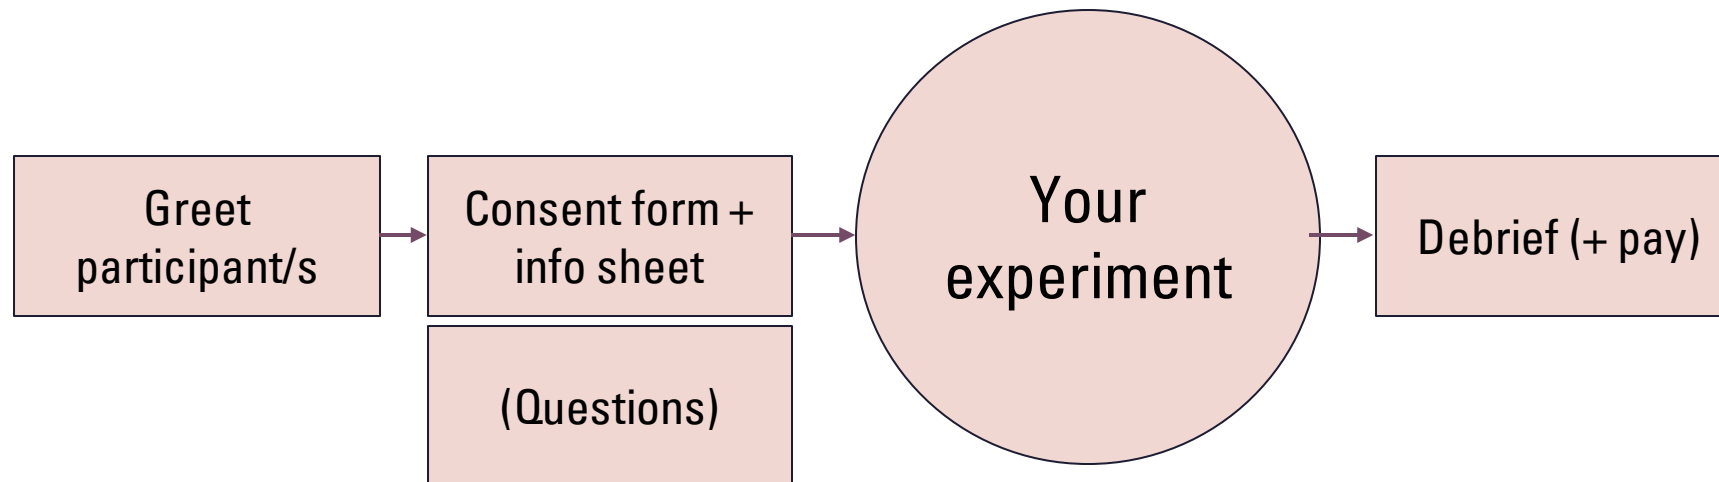 Greet
participant/s
Consent form +
info sheet
(Questions)
Your
experiment
Debrief (+ pay)